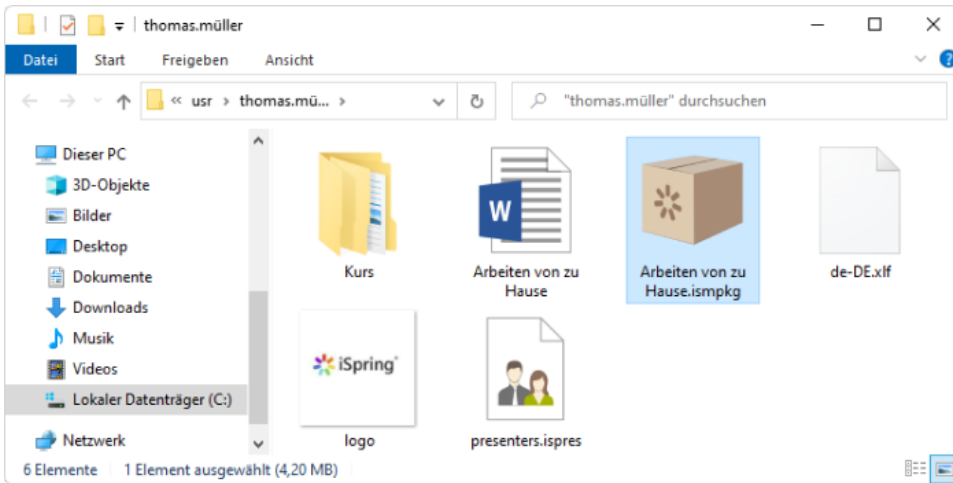 thomas.müller
Datei Start Freigeben Ansicht ?
« usr › thomas.mü... › "thomas.müller" durchsuchen
Dieser PC
3D-Objekte
Bilder
Desktop
Dokumente
Downloads
Musik
Videos
Lokaler Datenträger (C:)
Netzwerk
W
Kurs
Arbeiten von zu
Hause
Arbeiten von zu
Hause.ismpkg
de-DE.xlf
iSpring
logo
presenters.ispres
6 Elemente 1 Element ausgewählt (4,20 MB)